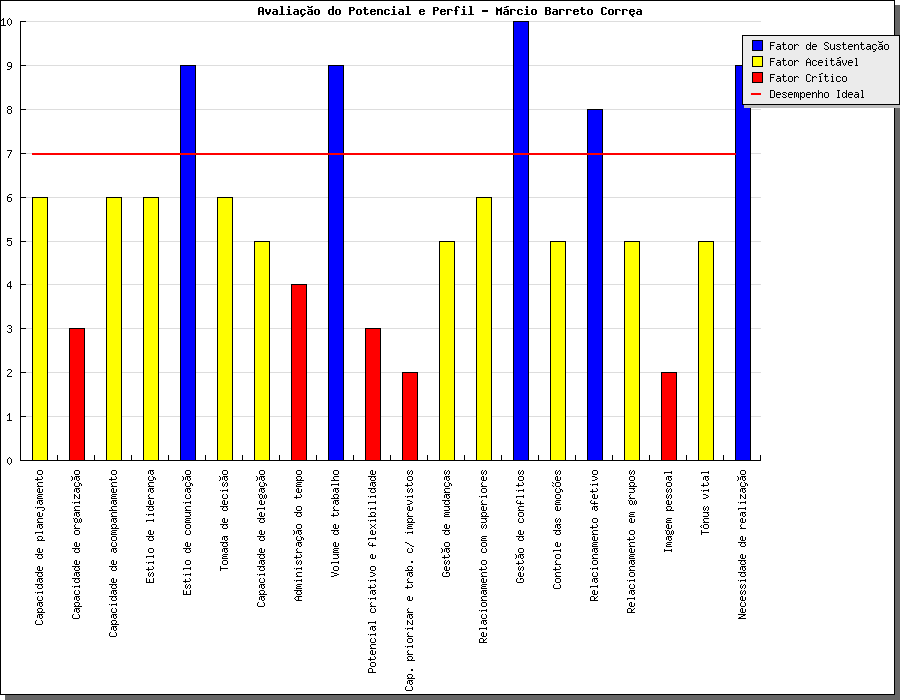 Avaliação do Potencial e Perfil - Márcio Barreto Corrça
Fator de Sustentação
Fator Aceitável
Fator Crítico
Desempenho Ideal
10
9
8
7
6
5
4
3
2
1
0
Capacidade de planejamento
Capacidade de organização
Capacidade de acompanhamento
Estilo de liderança
Estilo de comunicação
Tomada de decisão
Capacidade de delegação
Administração do tempo
Volume de trabalho
Potencial criativo e flexibilidade
Cap. priorizar e trab. c/ imprevistos
Gestão de mudanças
Relacionamento com superiores
Gestão de conflitos
Controle das emoções
Relacionamento afetivo
Relacionamento em grupos
Imagem pessoal
Tônus vital
Necessidade de realização